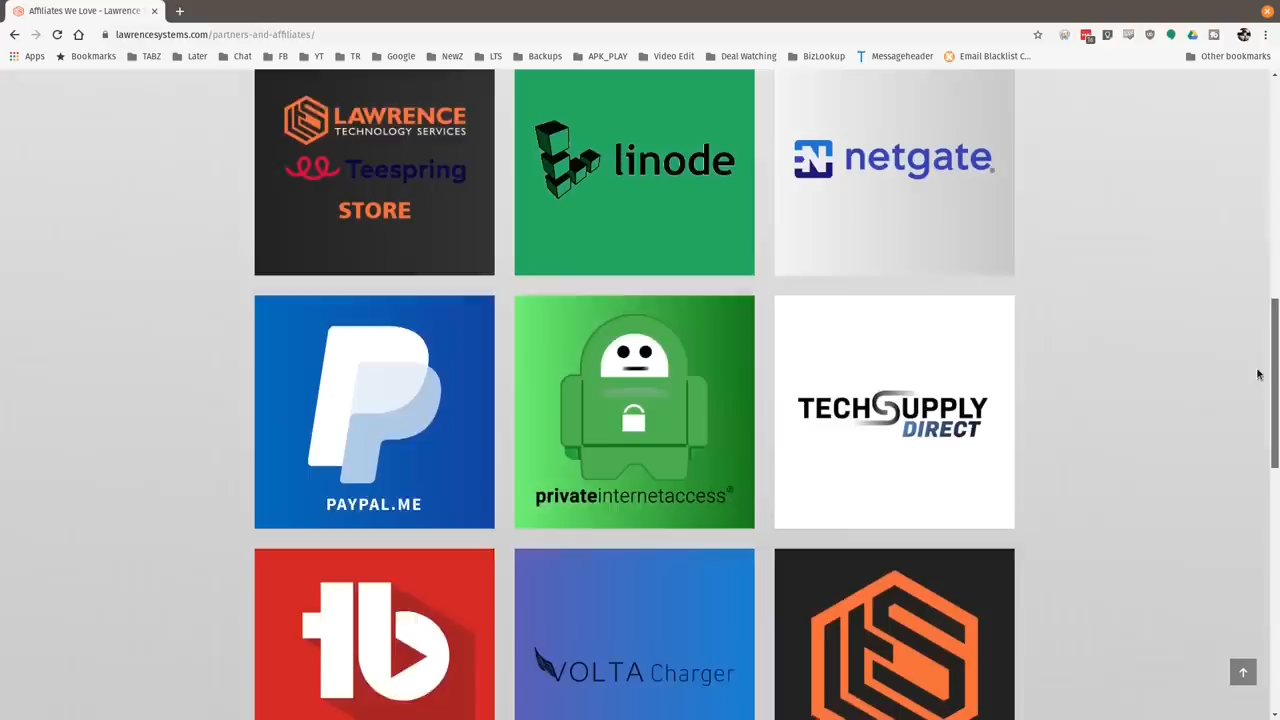 Affiliates We Love - Lawrence
lawrencesystems.com/partners-and-affiliates/
Apps Bookmarks TABZ Later Chat FB YT TR Google NewZ LTS Backups APK_PLAY Video Edit Deal Watching BizLookup Messageheader Email Blacklist C... Other bookmarks
LAWRENCE
TECHNOLOGY SERVICES
Teespring
STORE
linode
netgate®
PAYPAL.ME
privateinternetaccess®
TECHSUPPLY
DIRECT
tb
VOLTA Charger